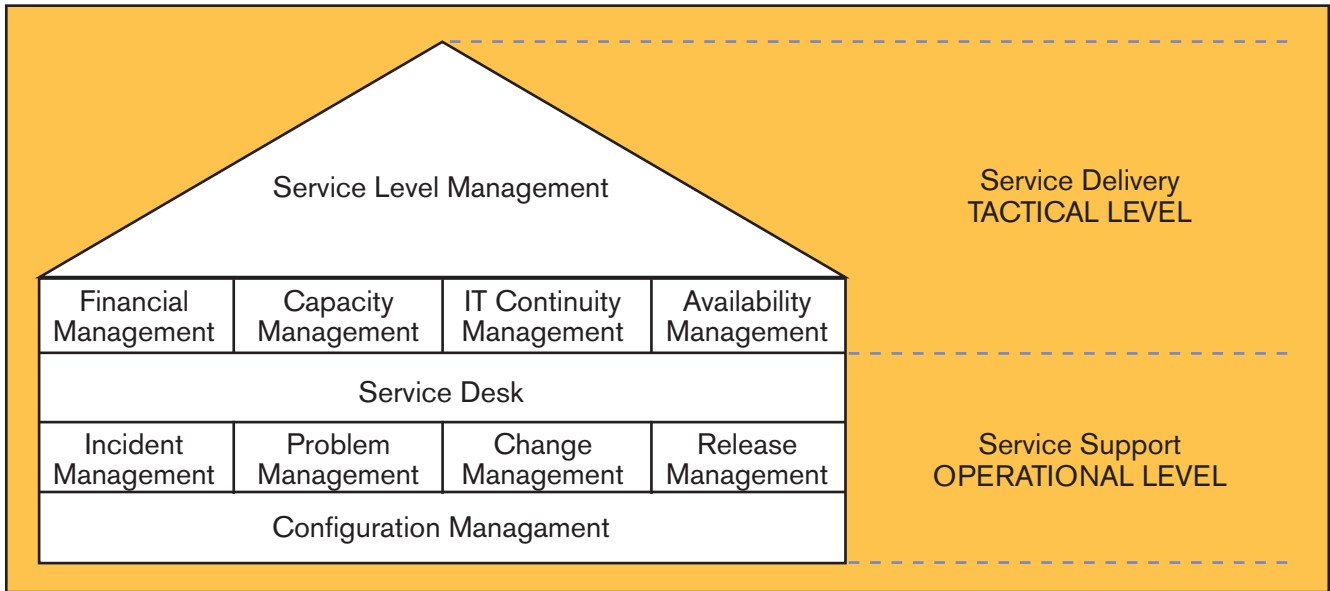 Service Level Management
Service Delivery
TACTICAL LEVEL
Financial
Management
Capacity
Management
IT Continuity
Management
Availability
Management
Service Desk
Incident
Management
Problem
Management
Change
Management
Release
Management
Service Support
OPERATIONAL LEVEL
Configuration Managament